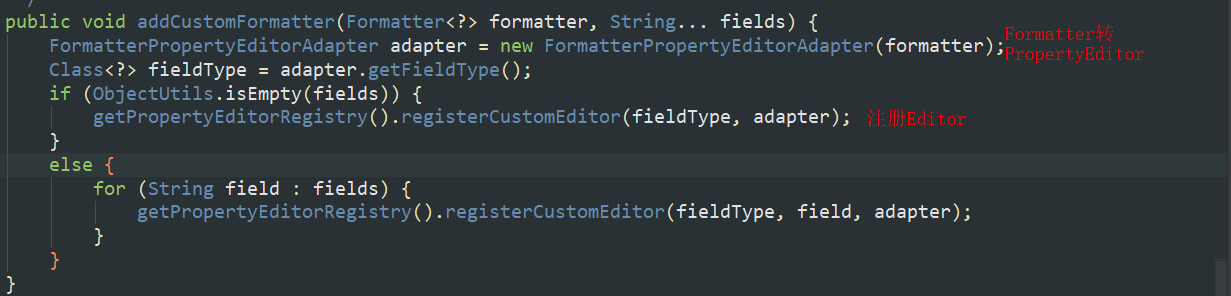 /
public void addCustomFormatter(Formatter<?> formatter, String... fields) {
FormatterPropertyEditorAdapter adapter = new FormatterPropertyEditorAdapter(formatter); Formatter转
PropertyEditor
Class<?> fieldType = adapter.getFieldType();
if (ObjectUtils.isEmpty(fields)) {
getPropertyEditorRegistry().registerCustomEditor(fieldType, adapter); 注册Editor
}
else {
for (String field : fields) {
getPropertyEditorRegistry().registerCustomEditor(fieldType, field, adapter);
}
}
}